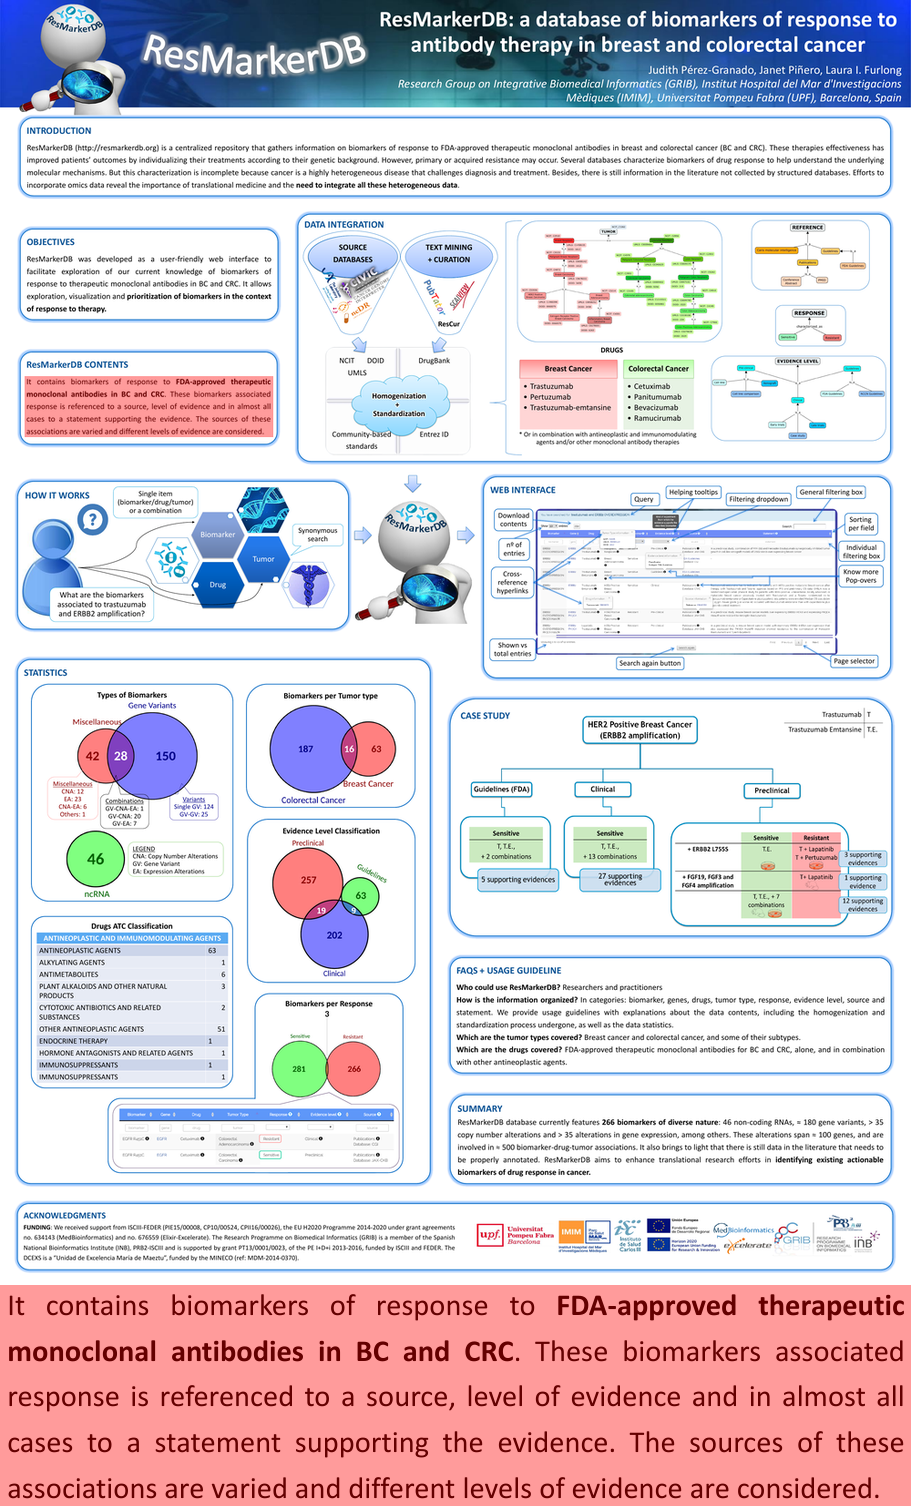 ResMarkerDB
ResMarkerDB
ResMarkerDB: a database of biomarkers of response to
antibody therapy in breast and colorectal cancer
Judith Pérez-Granado, Janet Piñero, Laura I. Furlong
Research Group on Integrative Biomedical Informatics (GRIB), Institut Hospital del Mar d'Investigacions
Mèdiques (IMIM), Universitat Pompeu Fabra (UPF), Barcelona, Spain
INTRODUCTION
ResMarkerDB (http://resmarkerdb.org) is a centralized repository that gathers information on biomarkers of response to FDA-approved therapeutic monoclonal antibodies in breast and colorectal cancer (BC and CRC). These therapies effectiveness has
improved patients' outcomes by individualizing their treatments according to their genetic background. However, primary or acquired resistance may occur. Several databases characterize biomarkers of drug response to help understand the underlying
molecular mechanisms. But this characterization is incomplete because cancer is a highly heterogeneous disease that challenges diagnosis and treatment. Besides, there is still information in the literature not collected by structured databases. Efforts to
incorporate omics data reveal the importance of translational medicine and the need to integrate all these heterogeneous data.
OBJECTIVES
ResMarkerDB was developed as a user-friendly web interface to
facilitate exploration of our current knowledge of biomarkers of
response to therapeutic monoclonal antibodies in BC and CRC. It allows
exploration, visualization and prioritization of biomarkers in the context
of response to therapy.
ResMarkerDB CONTENTS
It contains biomarkers of response to FDA-approved therapeutic
monoclonal antibodies in BC and CRC. These biomarkers associated
response is referenced to a source, level of evidence and in almost all
cases to a statement supporting the evidence. The sources of these
associations are varied and different levels of evidence are considered.
DATA INTEGRATION
SOURCE
DATABASES
TEXT MINING
+ CURATION
CIVIC
ncDR
PubTator
ResCur
NCIT DOID
UMLS
DrugBank
Homogenization
+
Standardization
Community-based
standards
Entrez ID
TUMOR
REFERENCE
RESPONSE
EVIDENCE LEVEL
DRUGS
Breast Cancer
• Trastuzumab
• Pertuzumab
• Trastuzumab-emtansine
Colorectal Cancer
• Cetuximab
• Panitumumab
• Bevacizumab
• Ramucirumab
* Or in combination with antineoplastic and immunomodulating
agents and/or other monoclonal antibody therapies
HOW IT WORKS
Single item
(biomarker/drug/tumor)
or a combination
Biomarker
Tumor
Drug
Synonymous
search
What are the biomarkers
associated to trastuzumab
and ERBB2 amplification?
ResMarkerDB
WEB INTERFACE
Query
Helping tooltips
Filtering dropdown
General filtering box
Download
contents
nº of
entries
Cross-
reference
hyperlinks
Shown vs
total entries
Sorting
per field
Individual
filtering box
Know more
Pop-overs
Search again button
Page selector
STATISTICS
Types of Biomarkers
Gene Variants
Miscellaneous
42 28 150
Miscellaneous
CNA: 12
EA: 23
CNA-EA: 6
Others: 1
Combinations
GV-CNA-EA: 1
GV-CNA: 20
GV-EA: 7
Variants
Single GV: 124
GV-GV: 25
46
ncRNA
LEGEND
CNA: Copy Number Alterations
GV: Gene Variant
EA: Expression Alterations
Biomarkers per Tumor type
187 16 63
Breast Cancer
Colorectal Cancer
Evidence Level Classification
Preclinical
Guidelines
257
63
19 9
202
Clinical
Drugs ATC Classification
ANTINEOPLASTIC AND IMMUNOMODULATING AGENTS
ANTINEOPLASTIC AGENTS 63
ALKYLATING AGENTS 1
ANTIMETABOLITES 6
PLANT ALKALOIDS AND OTHER NATURAL PRODUCTS 3
CYTOTOXIC ANTIBIOTICS AND RELATED SUBSTANCES 2
OTHER ANTINEOPLASTIC AGENTS 51
ENDOCRINE THERAPY 1
HORMONE ANTAGONISTS AND RELATED AGENTS 1
IMMUNOSUPPRESSANTS 1
IMMUNOSUPPRESSANTS 1
Biomarkers per Response
3
Sensitive Resistant
281 266
Biomarker Gene Drug Tumor Type Response Evidence level Source
CASE STUDY
HER2 Positive Breast Cancer
(ERBB2 amplification)
Trastuzumab T
Trastuzumab Emtansine T.E.
Guidelines (FDA)
Clinical
Preclinical
Sensitive
T, T.E.,
+ 2 combinations
5 supporting evidences
Sensitive
T, T.E.,
+ 13 combinations
27 supporting
evidences
Sensitive Resistant
+ ERBB2 L755S
T.E.
T + Lapatinib
T + Pertuzumab
3 supporting
evidences
+ FGF19, FGF3 and
FGF4 amplification
T+ Lapatinib
1 supporting
evidence
T, T.E., + 7
combinations
12 supporting
evidences
FAQS + USAGE GUIDELINE
Who could use ResMarkerDB? Researchers and practitioners
How is the information organized? In categories: biomarker, genes, drugs, tumor type, response, evidence level, source and
statement. We provide usage guidelines with explanations about the data contents, including the homogenization and
standardization process undergone, as well as the data statistics.
Which are the tumor types covered? Breast cancer and colorectal cancer, and some of their subtypes.
Which are the drugs covered? FDA-approved therapeutic monoclonal antibodies for BC and CRC, alone, and in combination
with other antineoplastic agents.
SUMMARY
ResMarkerDB database currently features 266 biomarkers of diverse nature: 46 non-coding RNAs, ≈ 180 gene variants, > 35
copy number alterations and > 35 alterations in gene expression, among others. These alterations span ≈ 100 genes, and are
involved in ≈ 500 biomarker-drug-tumor associations. It also brings to light that there is still data in the literature that needs to
be properly annotated. ResMarkerDB aims to enhance translational research efforts in identifying existing actionable
biomarkers of drug response in cancer.
ACKNOWLEDGMENTS
FUNDING: We received support from ISCIII-FEDER (PIE15/00008, CP10/00524, CPII16/00026), the EU H2020 Programme 2014-2020 under grant agreements
no. 634143 (MedBioinformatics) and no. 676559 (Elixir-Excelerate). The Research Programme on Biomedical Informatics (GRIB) is a member of the Spanish
National Bioinformatics Institute (INB), PRB2-ISCIII and is supported by grant PT13/0001/0023, of the PE I+D+i 2013-2016, funded by ISCIII and FEDER. The
DCEXS is a "Unidad de Excelencia María de Maeztu", funded by the MINECO (ref: MDM-2014-0370).
upf. Universitat
Pompeu Fabra
Barcelona
IMIM
Instituto
de Salud
Carlos III
MedBioinformatics
excelerate
GRIB
INB
It contains biomarkers of response to FDA-approved therapeutic
monoclonal antibodies in BC and CRC. These biomarkers associated
response is referenced to a source, level of evidence and in almost all
cases to a statement supporting the evidence. The sources of these
associations are varied and different levels of evidence are considered.